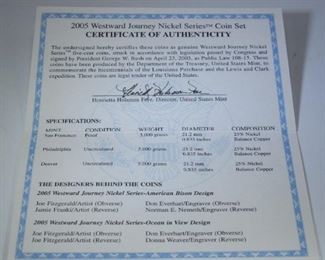 2005 Westward Journey Nickel Series™ Coin Set
CERTIFICATE OF AUTHENTICITY
The undersigned hereby certifies these coins as genuine Westward Journey Nickel
Series™ five-cent coins, struck in accordance with legislation passed by Congress and
signed by President George W. Bush on April 23, 2003, as Public Law 108-15. These
coins have been produced by the Department of the Treasury, United States Mint, to
commemorate the bicentennials of the Louisiana Purchase and the Lewis and Clark
expedition. These coins are legal tender of the United States.
Henrietta Holsman Fore, Director, United States Mint
SPECIFICATIONS:
MINT CONDITION WEIGHT DIAMETER COMPOSITION
San Francisco Proof 5.000 grams 21.2 mm 25% Nickel
0.835 inches Balance Copper
Philadelphia Uncirculated 5.000 grams 21.2 mm 25% Nickel
0.835 inches Balance Copper
Denver Uncirculated 5.000 grams 21.2 mm 25% Nickel
0.835 inches Balance Copper
THE DESIGNERS BEHIND THE COINS
2005 Westward Journey Nickel Series-American Bison Design
Joe Fitzgerald/Artist (Obverse) Don Everhart/Engraver (Obverse)
Jamie Franki/Artist (Reverse) Norman E. Nemeth/Engraver (Reverse)
2005 Westward Journey Nickel Series-Ocean in View Design
Joe Fitzgerald/Artist (Obverse) Don Everhart/Engraver (Obverse)
Joe Fitzgerald/Artist (Reverse) Donna Weaver/Engraver (Reverse)